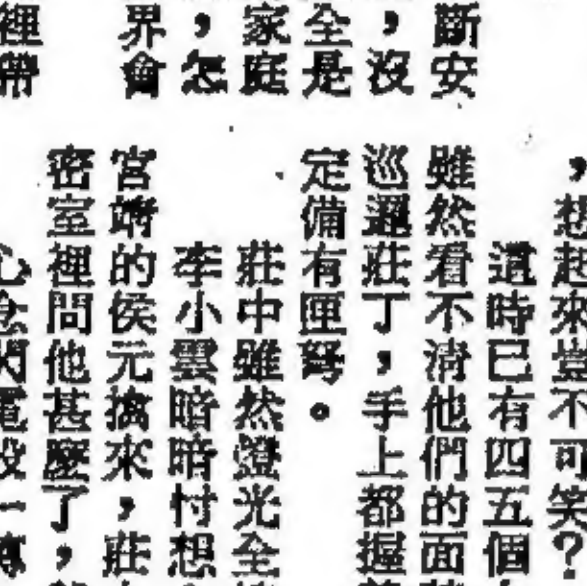 斷安
，沒
全是
家庭
，怎
界會
裡帶
，想起來豈不可笑？
這時已有四五個
雖然看不清他們的面
巡邏莊丁，手上都握
定備有匣弩。
莊中雖然燈光全
李小雲暗暗忖想
宮靖的侯元擒來，莊
密室裡問他甚麼了，
心念閃電般一轉